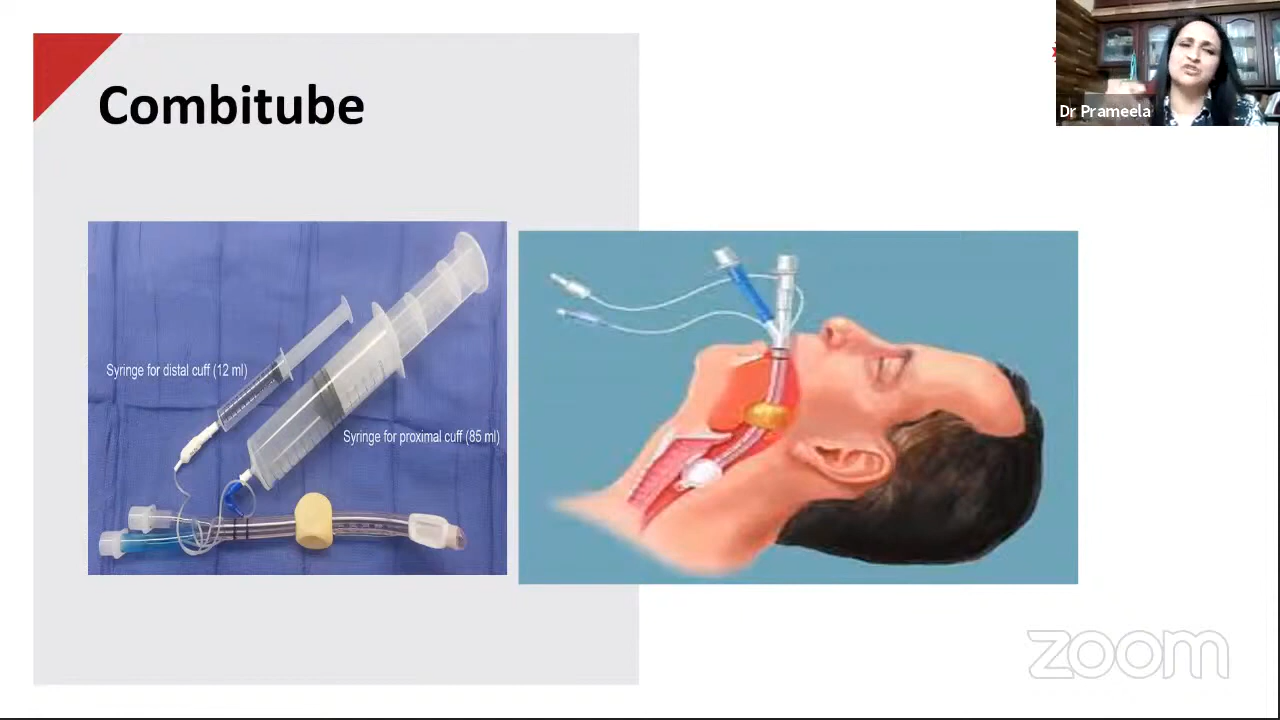 Combitube
Dr Prameela
Syringe for distal cuff (12 ml)
Syringe for proximal cuff (85 ml)
zoom